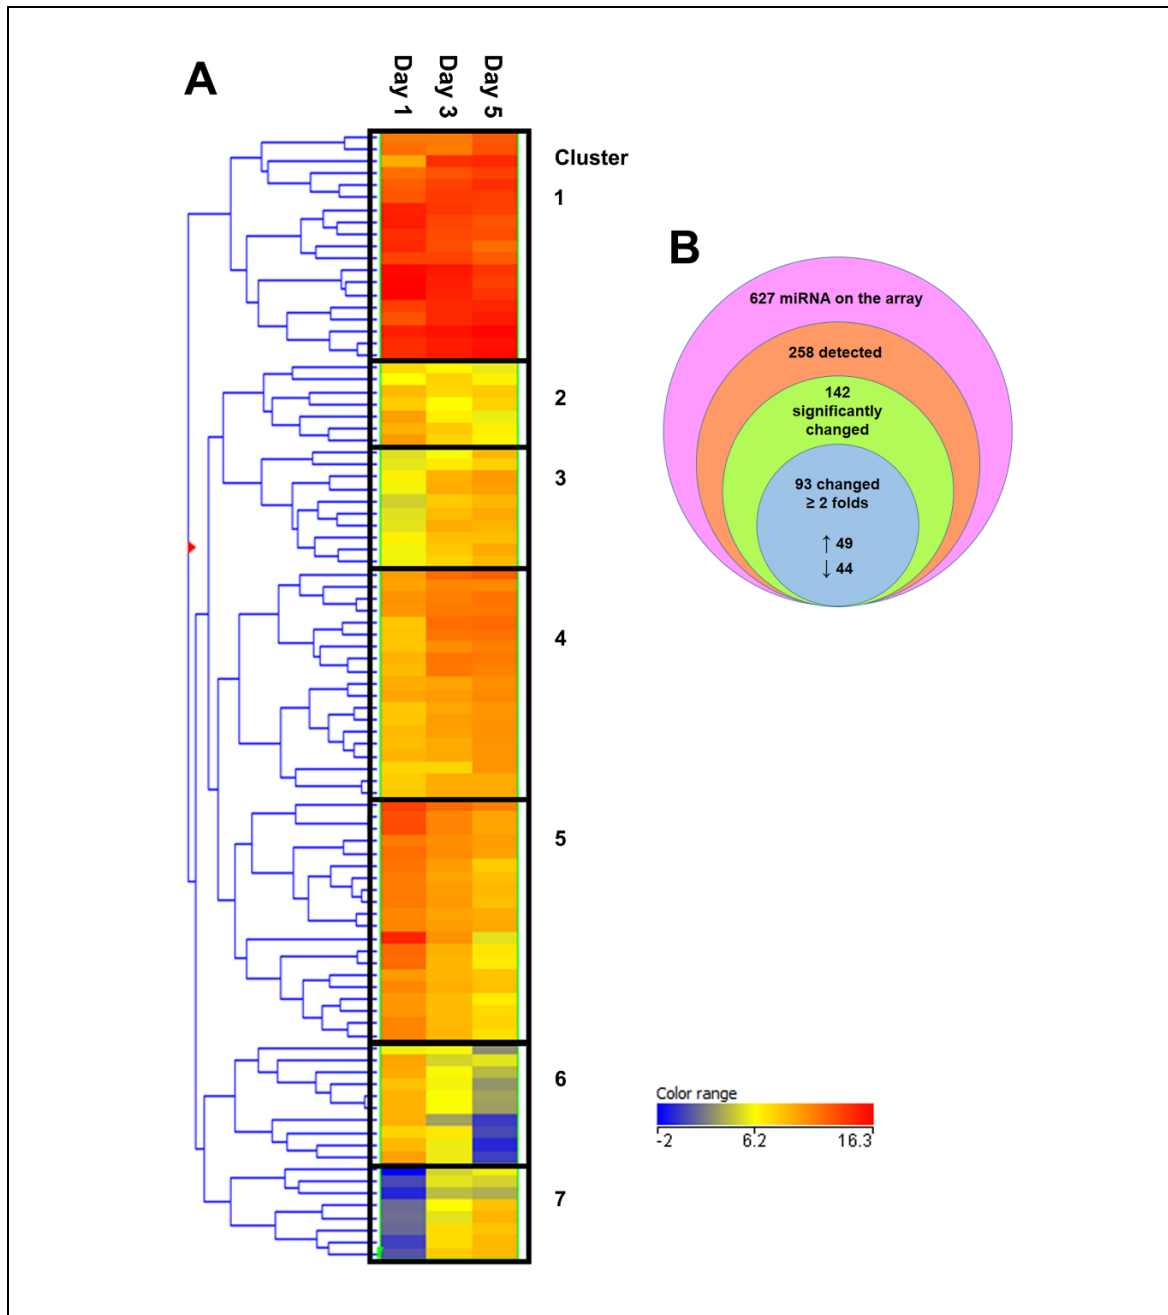 A
Day 1
Day 3
Day 5
Cluster
1
2
3
4
5
6
7
B
627 miRNA on the array
258 detected
142
significantly
changed
93 changed
≥ 2 folds
↑ 49
↓ 44
Color range
-2
6.2
16.3